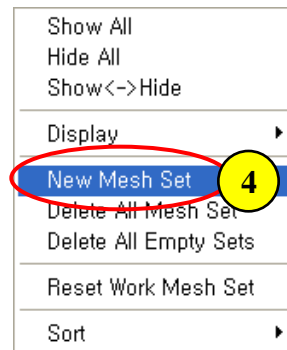 Show All
Hide All
Show<->Hide
Display
New Mesh Set 4
Delete All Mesh Set
Delete All Empty Sets
Reset Work Mesh Set
Sort